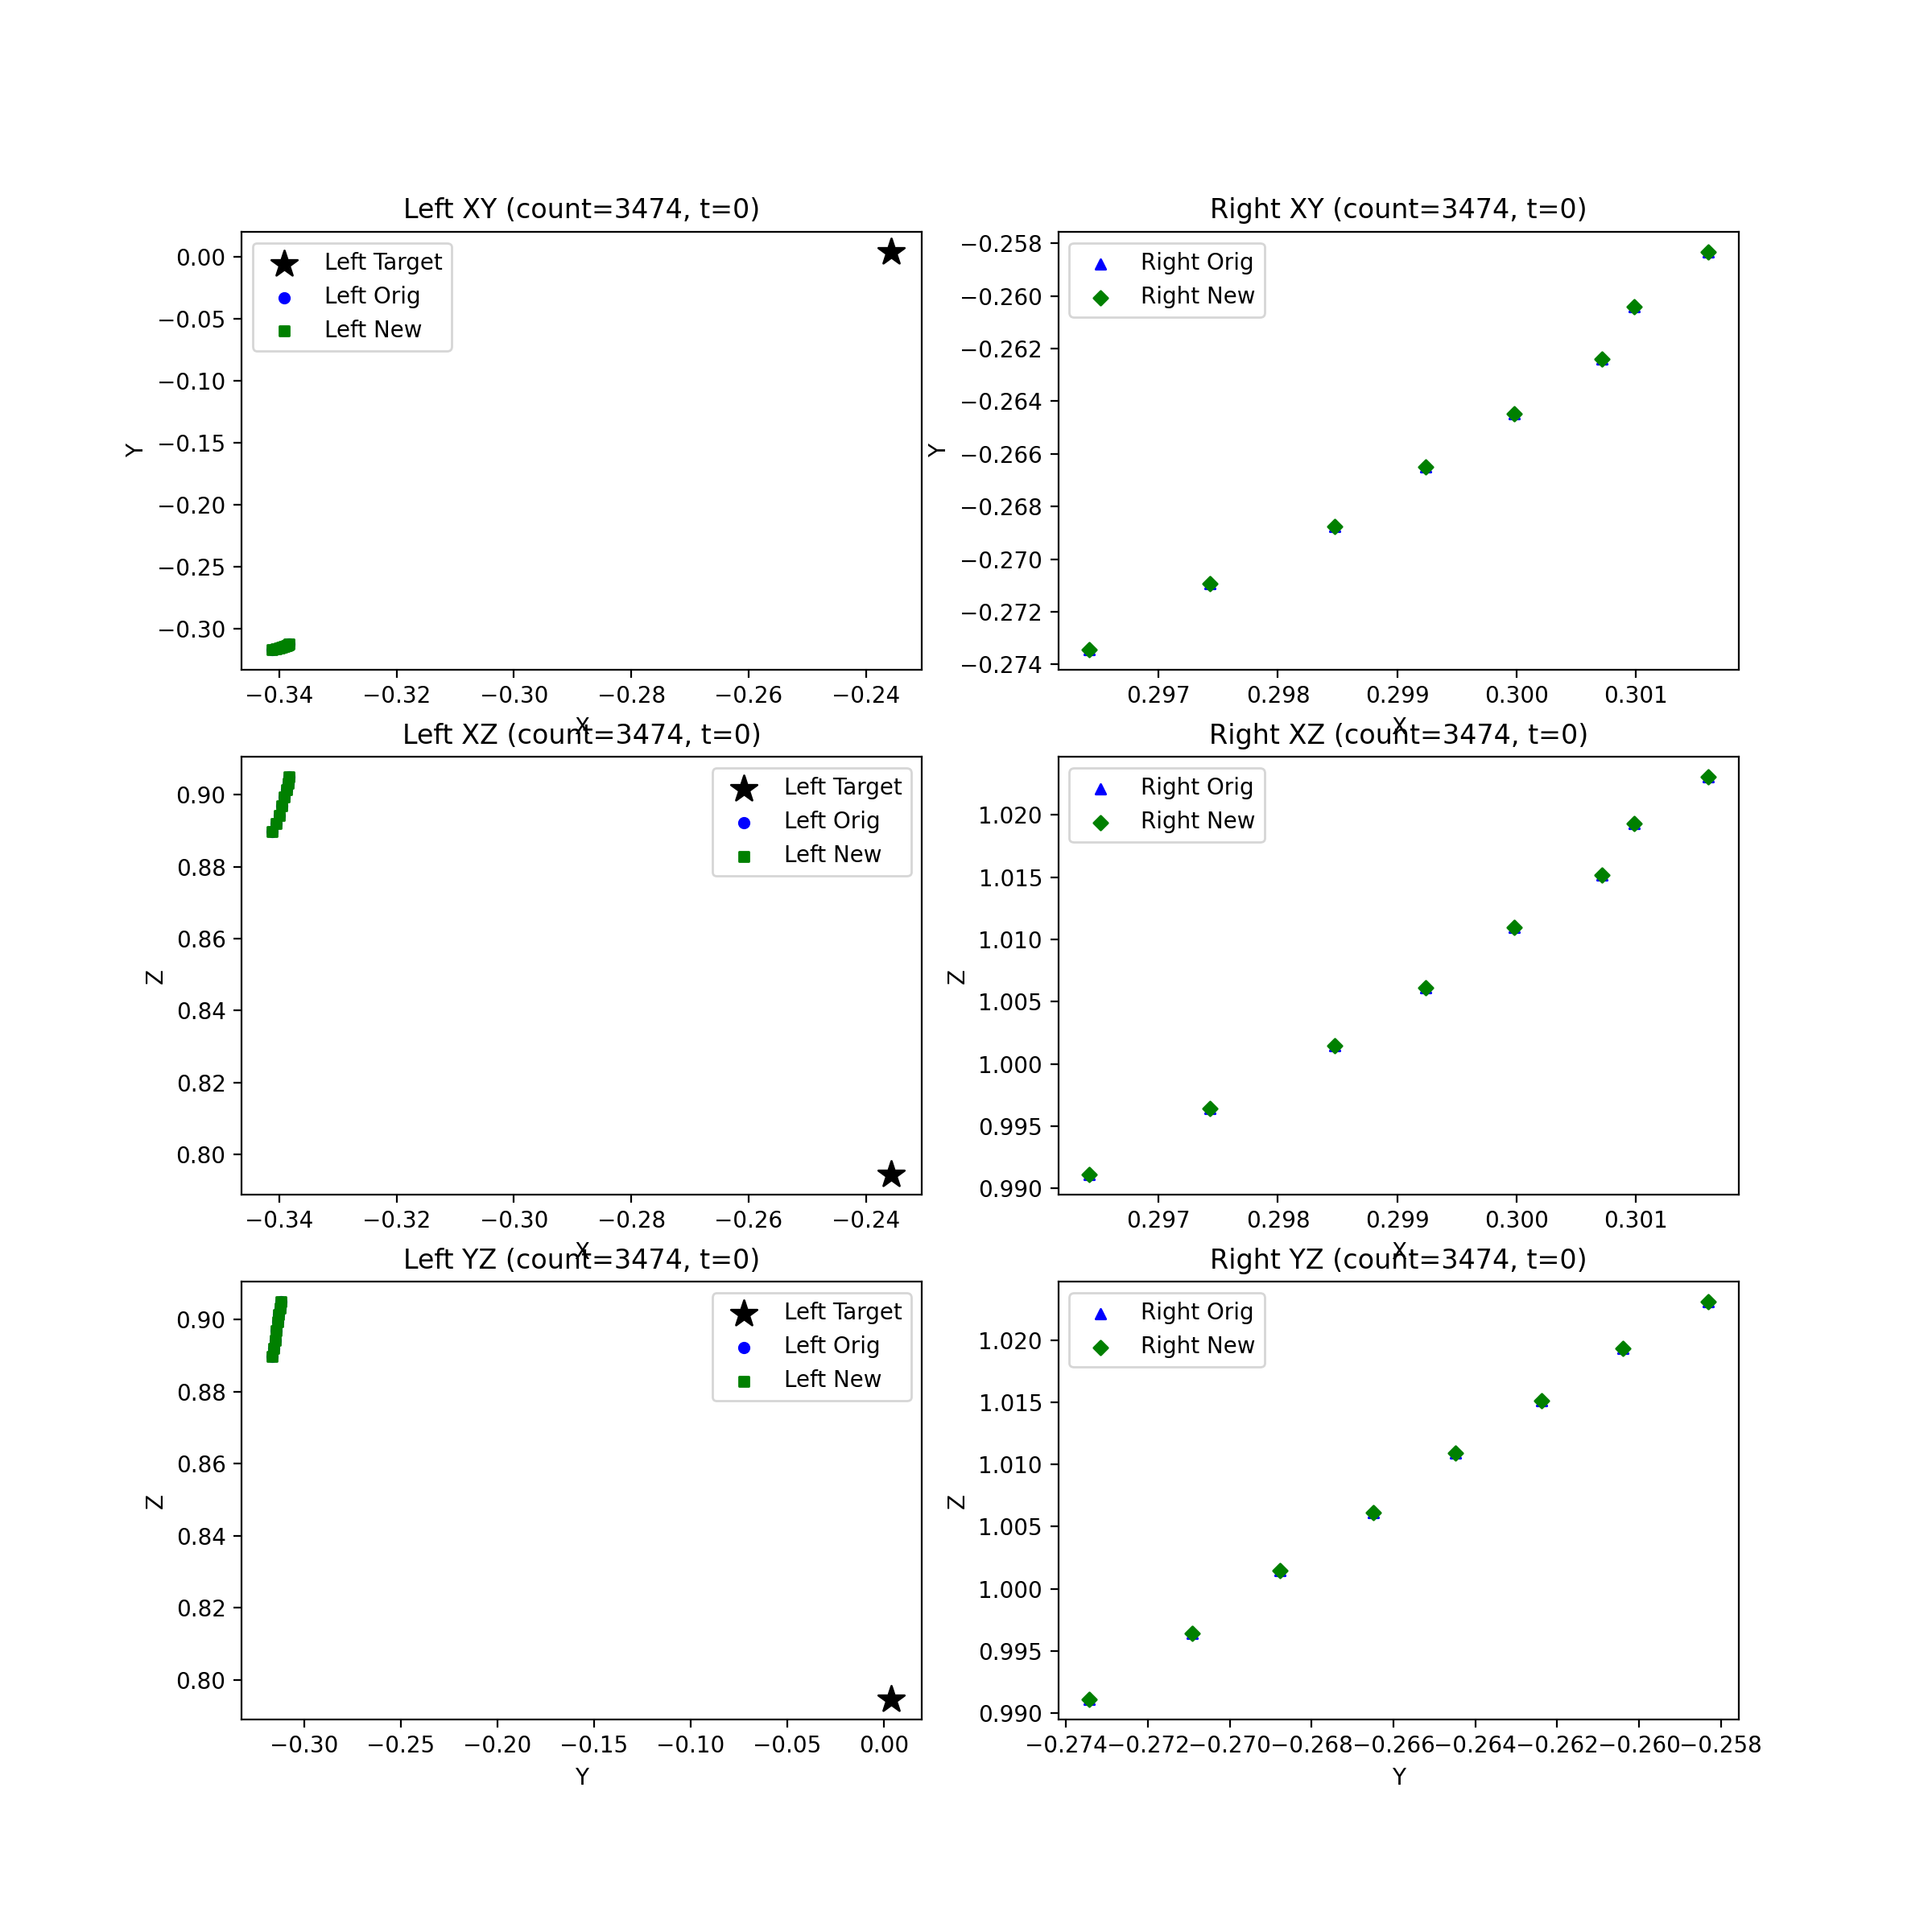 Left XY (count=3474, t=0)
Left Target
Left Orig
Left New
0.00
−0.05
−0.10
−0.15
−0.20
−0.25
−0.30
Y
−0.34 −0.32 −0.30 −0.28 −0.26 −0.24
X
Right XY (count=3474, t=0)
Right Orig
Right New
−0.258
−0.260
−0.262
−0.264
−0.266
−0.268
−0.270
−0.272
−0.274
Y
0.297 0.298 0.299 0.300 0.301
X
Left XZ (count=3474, t=0)
Left Target
Left Orig
Left New
0.90
0.88
0.86
0.84
0.82
0.80
Z
−0.34 −0.32 −0.30 −0.28 −0.26 −0.24
X
Right XZ (count=3474, t=0)
Right Orig
Right New
1.020
1.015
1.010
1.005
1.000
0.995
0.990
Z
0.297 0.298 0.299 0.300 0.301
X
Left YZ (count=3474, t=0)
Left Target
Left Orig
Left New
0.90
0.88
0.86
0.84
0.82
0.80
Z
−0.30 −0.25 −0.20 −0.15 −0.10 −0.05 0.00
Y
Right YZ (count=3474, t=0)
Right Orig
Right New
1.020
1.015
1.010
1.005
1.000
0.995
0.990
Z
−0.274 −0.272 −0.270 −0.268 −0.266 −0.264 −0.262 −0.260 −0.258
Y